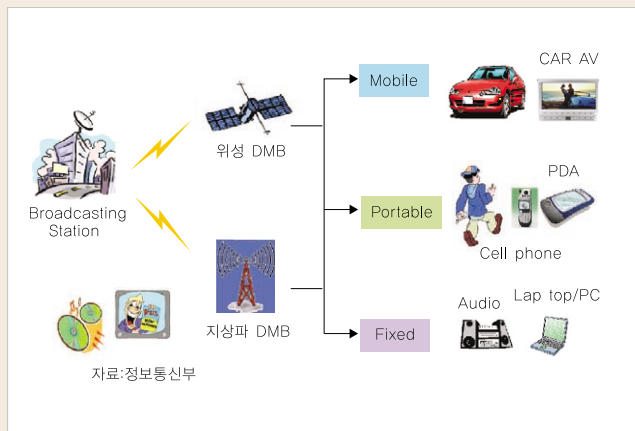 CAR AV
Mobile
위성 DMB
Broadcasting
Station
PDA
Portable
Cell phone
지상파 DMB
Audio
Lap top/PC
Fixed
자료:정보통신부